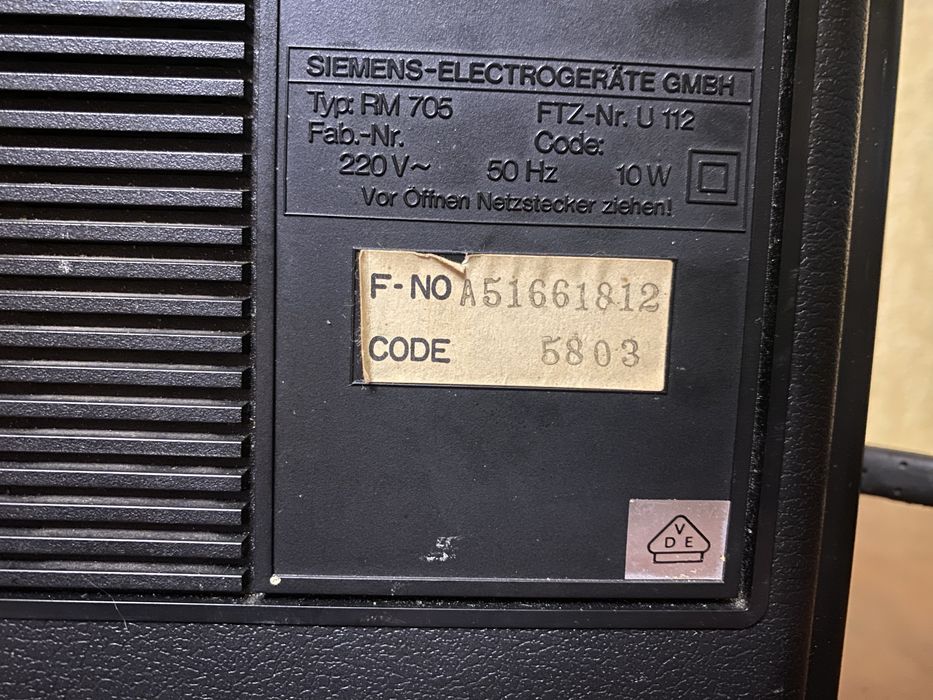 SIEMENS-ELECTROGERÄTE GMBH
Typ: RM 705 FTZ-Nr. U 112
Fab.-Nr. Code:
220 V~ 50 Hz 10 W
Vor Öffnen Netzstecker ziehen!
F-NO A51661812
CODE 5803
V
D E